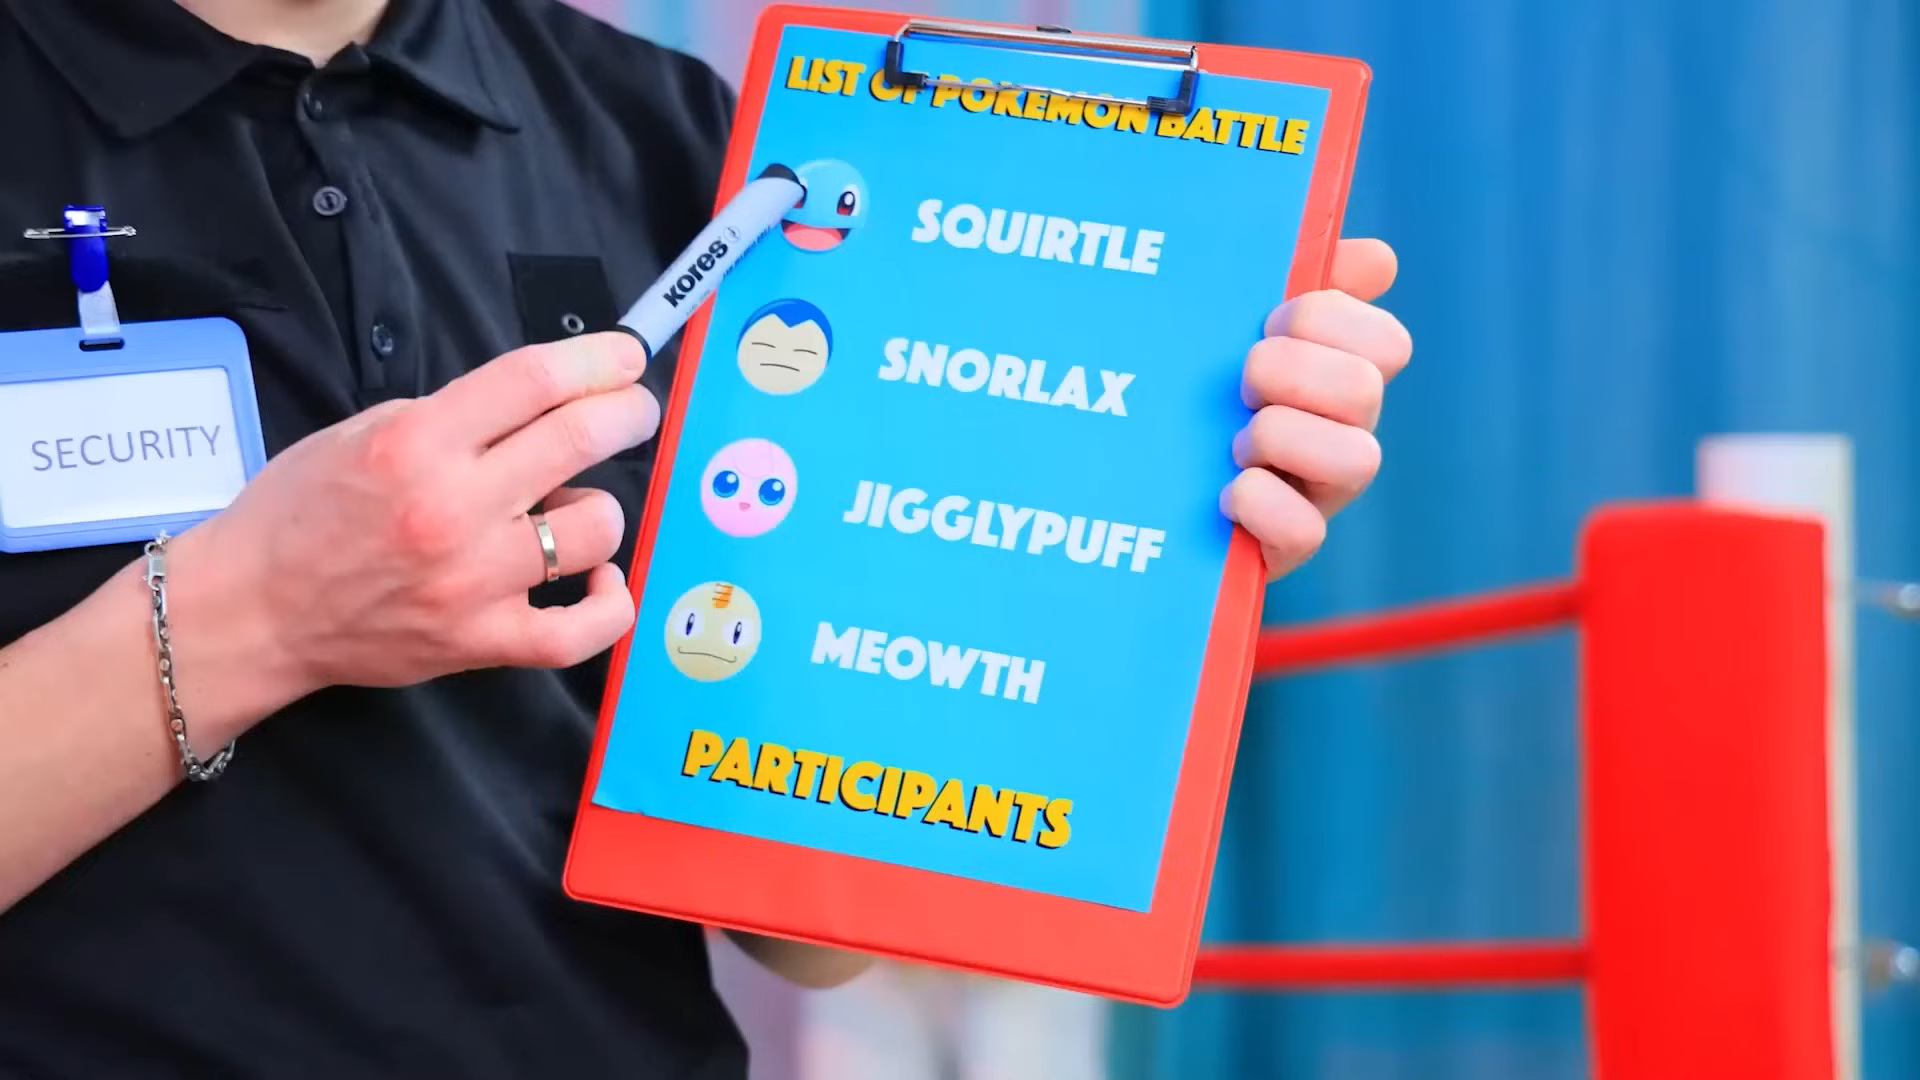 LIST OF POKEMON BATTLE
SQUIRTLE
SNORLAX
JIGGLYPUFF
MEOWTH
PARTICIPANTS
kores
SECURITY